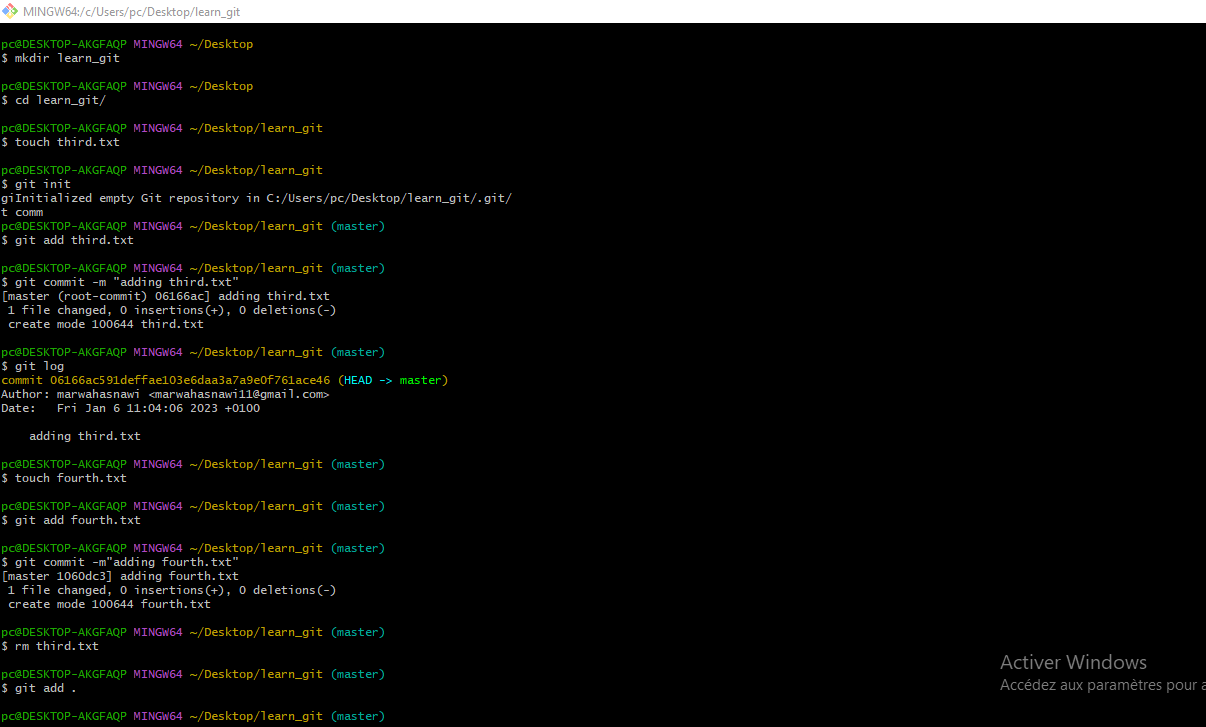 MINGW64:/c/Users/pc/Desktop/learn_git
pc@DESKTOP-AKGFAQP MINGW64 ~/Desktop
$ mkdir learn_git
pc@DESKTOP-AKGFAQP MINGW64 ~/Desktop
$ cd learn_git/
pc@DESKTOP-AKGFAQP MINGW64 ~/Desktop/learn_git
$ touch third.txt
pc@DESKTOP-AKGFAQP MINGW64 ~/Desktop/learn_git
$ git init
giInitialized empty Git repository in C:/Users/pc/Desktop/learn_git/.git/
t comm
pc@DESKTOP-AKGFAQP MINGW64 ~/Desktop/learn_git (master)
$ git add third.txt
pc@DESKTOP-AKGFAQP MINGW64 ~/Desktop/learn_git (master)
$ git commit -m "adding third.txt"
[master (root-commit) 06166ac] adding third.txt
 1 file changed, 0 insertions(+), 0 deletions(-)
 create mode 100644 third.txt
pc@DESKTOP-AKGFAQP MINGW64 ~/Desktop/learn_git (master)
$ git log
commit 06166ac591deffae103e6daa3a7a9e0f761ace46 (HEAD -> master)
Author: marwahasnawi <marwahasnawi11@gmail.com>
Date:   Fri Jan 6 11:04:06 2023 +0100
    adding third.txt
pc@DESKTOP-AKGFAQP MINGW64 ~/Desktop/learn_git (master)
$ touch fourth.txt
pc@DESKTOP-AKGFAQP MINGW64 ~/Desktop/learn_git (master)
$ git add fourth.txt
pc@DESKTOP-AKGFAQP MINGW64 ~/Desktop/learn_git (master)
$ git commit -m"adding fourth.txt"
[master 1060dc3] adding fourth.txt
 1 file changed, 0 insertions(+), 0 deletions(-)
 create mode 100644 fourth.txt
pc@DESKTOP-AKGFAQP MINGW64 ~/Desktop/learn_git (master)
$ rm third.txt
pc@DESKTOP-AKGFAQP MINGW64 ~/Desktop/learn_git (master)
$ git add .
pc@DESKTOP-AKGFAQP MINGW64 ~/Desktop/learn_git (master)
Activer Windows
Accédez aux paramètres pour a